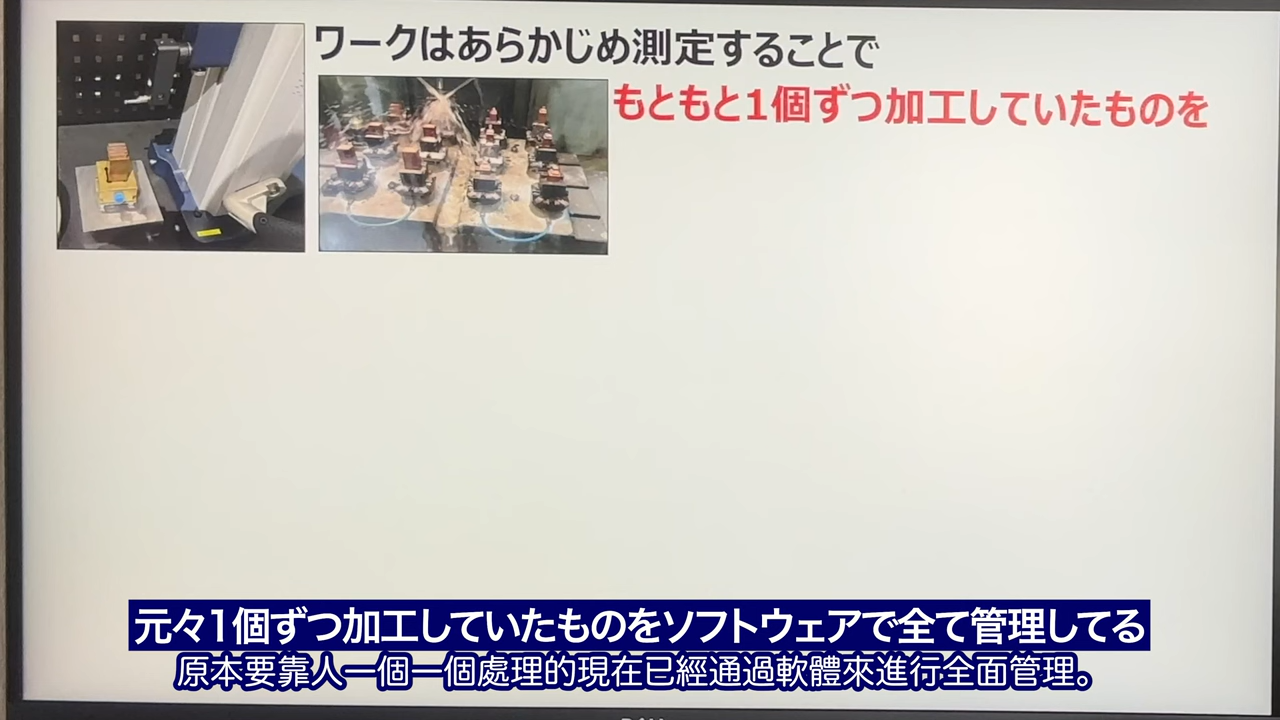 ワークはあらかじめ測定することで
もともと1個ずつ加工していたものを
元々1個ずつ加工していたものをソフトウェアで全て管理してる
原本要靠人一個一個處理的現在已經通過軟體來進行全面管理。